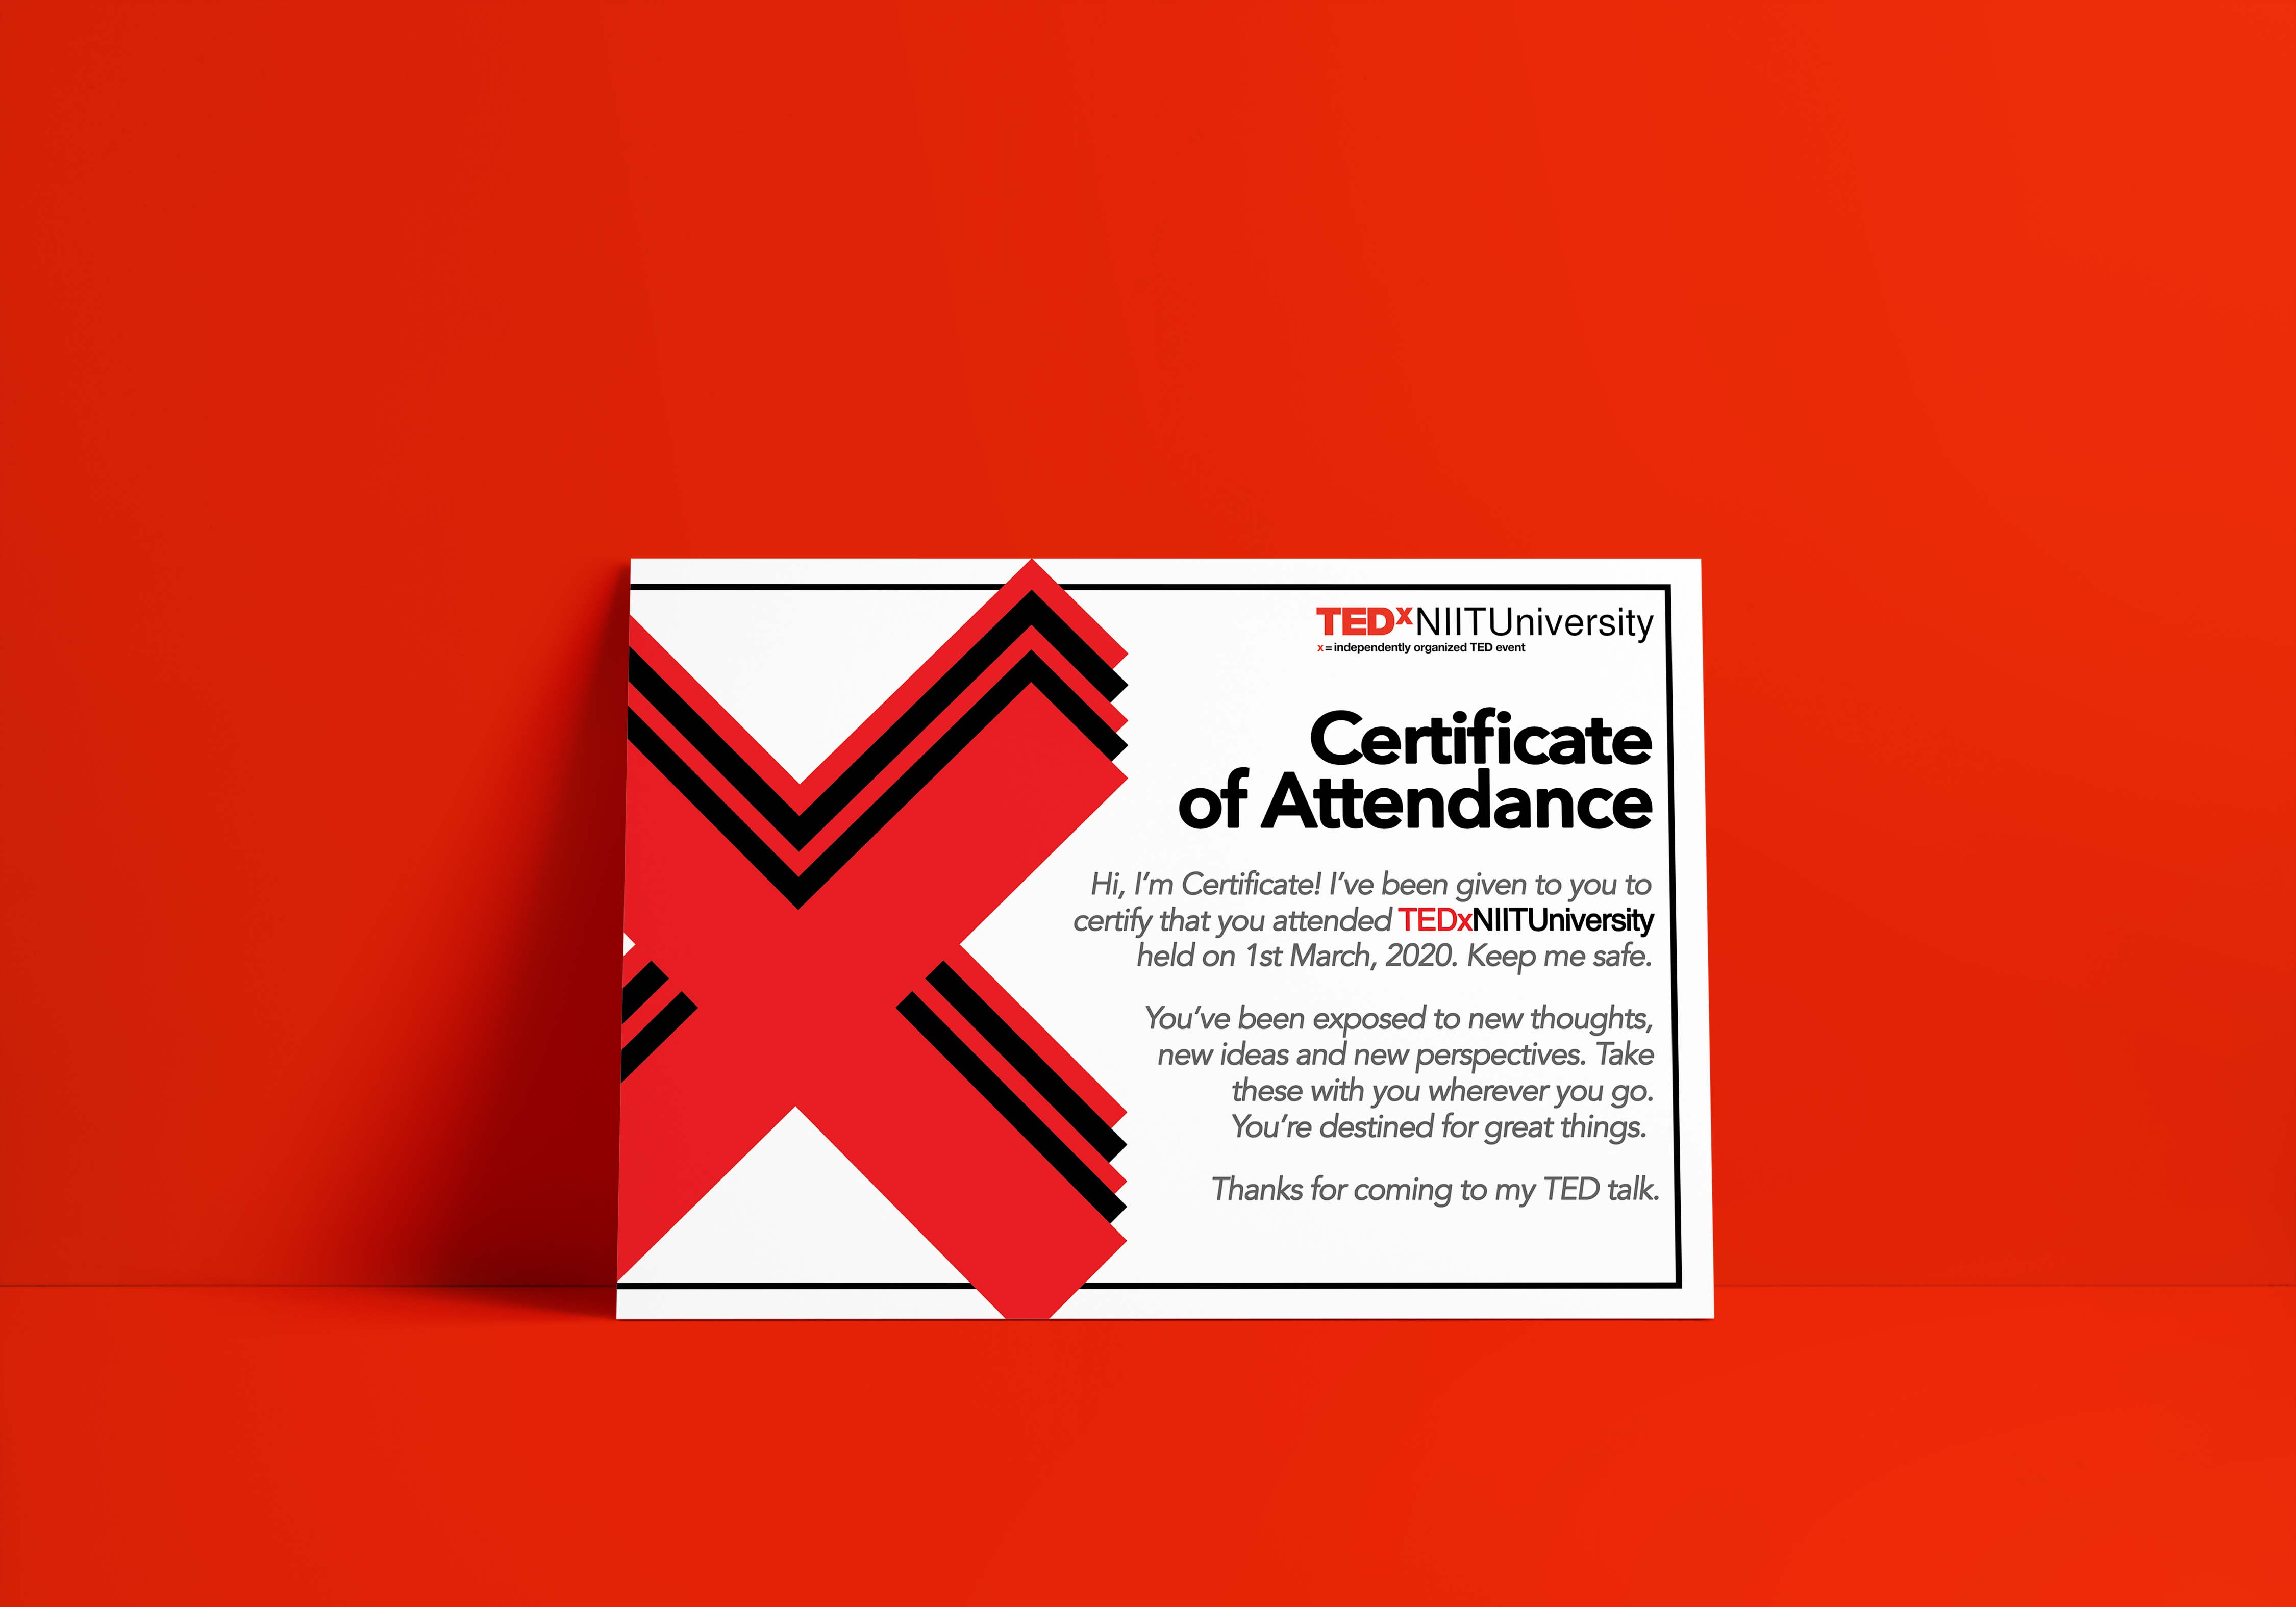 TEDxNIITUniversity
x = independently organized TED event
Certificate
of Attendance
Hi, I’m Certificate! I’ve been given to you to
certify that you attended TEDxNIITUniversity
held on 1st March, 2020. Keep me safe.
You’ve been exposed to new thoughts,
new ideas and new perspectives. Take
these with you wherever you go.
You’re destined for great things.
Thanks for coming to my TED talk.